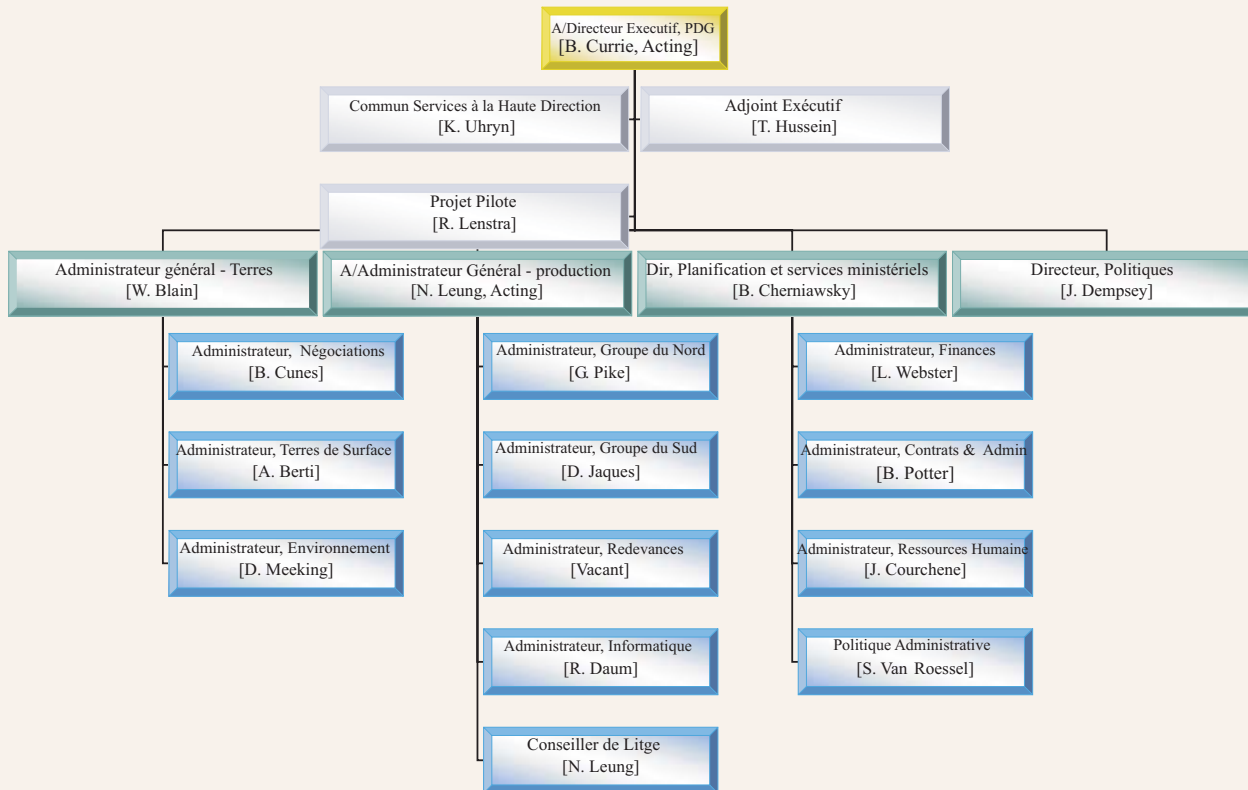 A/Directeur Executif, PDG
[B. Currie, Acting]
Commun Services à la Haute Direction
[K. Uhryn]
Adjoint Exécutif
[T. Hussein]
Projet Pilote
[R. Lenstra]
Administrateur général - Terres
[W. Blain]
A/Administrateur Général - production
[N. Leung, Acting]
Dir, Planification et services ministériels
[B. Cherniawsky]
Directeur, Politiques
[J. Dempsey]
Administrateur, Négociations
[B. Cunes]
Administrateur, Terres de Surface
[A. Berti]
Administrateur, Environnement
[D. Meeking]
Administrateur, Groupe du Nord
[G. Pike]
Administrateur, Groupe du Sud
[D. Jaques]
Administrateur, Redevances
[Vacant]
Administrateur, Informatique
[R. Daum]
Conseiller de Litge
[N. Leung]
Administrateur, Finances
[L. Webster]
Administrateur, Contrats & Admin
[B. Potter]
Administrateur, Ressources Humaine
[J. Courchene]
Politique Administrative
[S. Van Roessel]